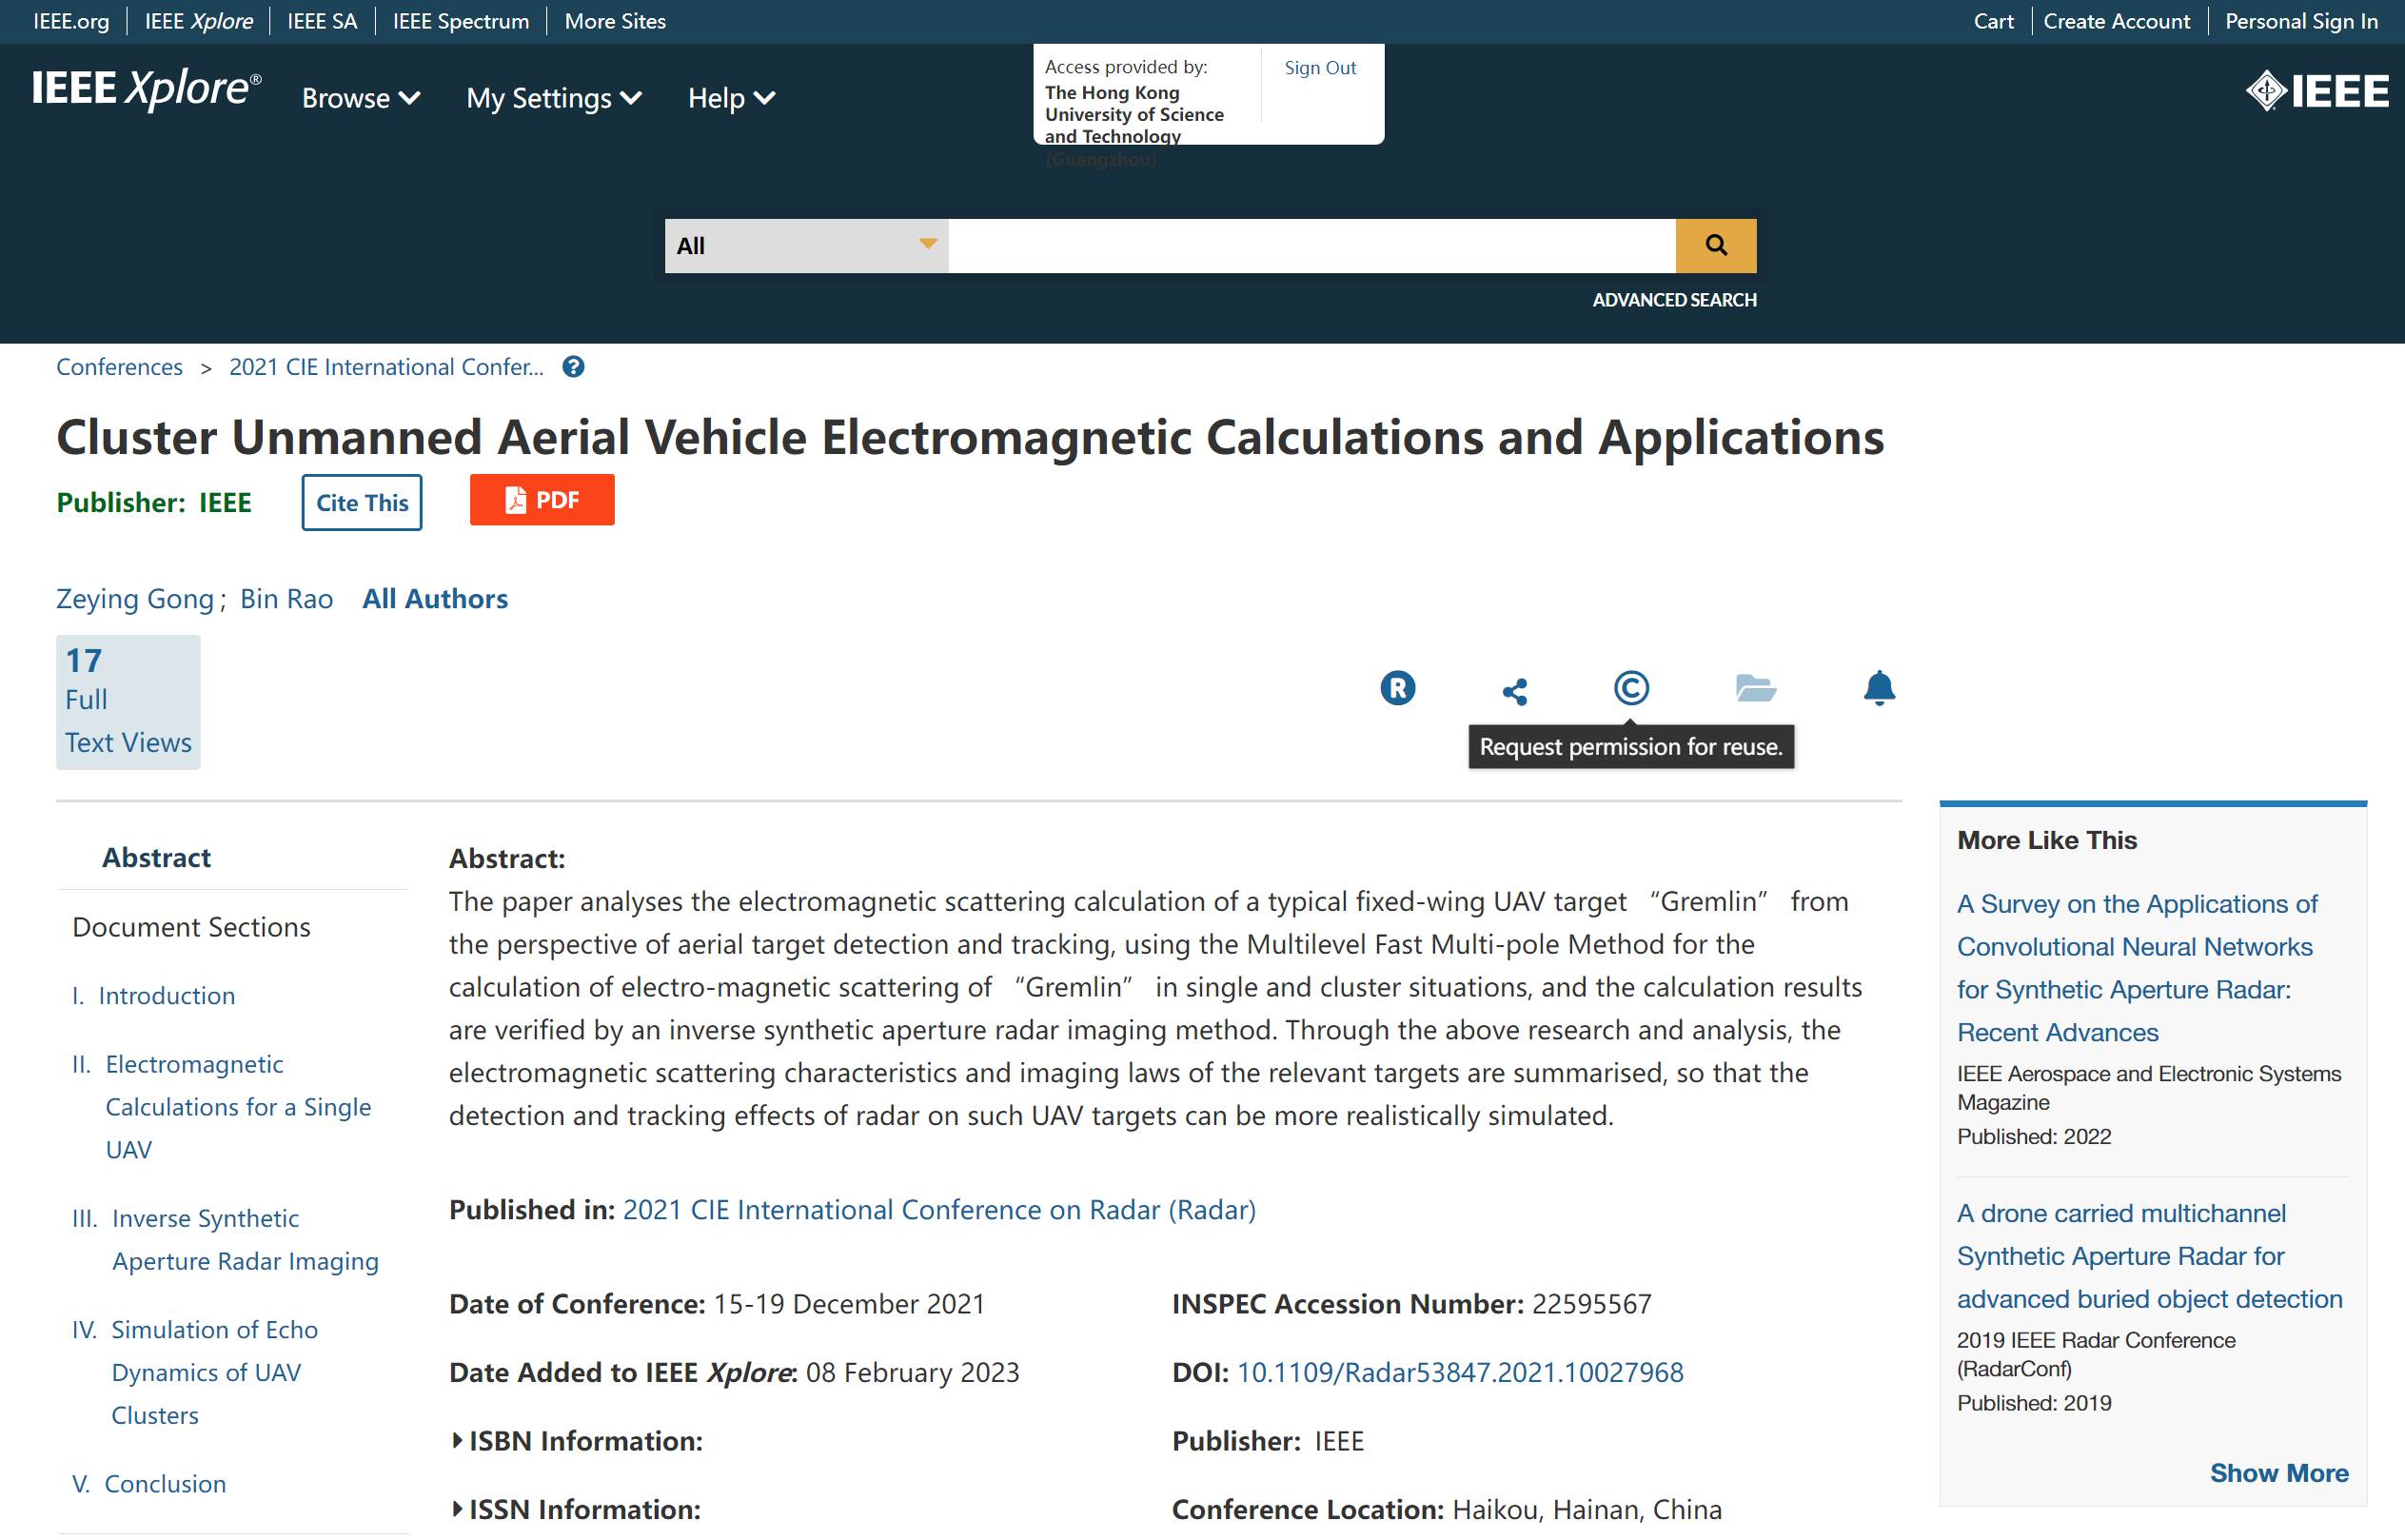 IEEE.org IEEE Xplore IEEE SA IEEE Spectrum More Sites Cart Create Account Personal Sign In
IEEE Xplore® Browse My Settings Help
Access provided by: Sign Out
The Hong Kong
University of Science
and Technology
(Guangzhou)
IEEE
All
ADVANCED SEARCH
Conferences > 2021 CIE International Confer... ?
Cluster Unmanned Aerial Vehicle Electromagnetic Calculations and Applications
Publisher: IEEE Cite This PDF
Zeying Gong ; Bin Rao All Authors
17
Full
Text Views
R ©
Request permission for reuse.
Abstract
Document Sections
I. Introduction
II. Electromagnetic
Calculations for a Single
UAV
III. Inverse Synthetic
Aperture Radar Imaging
IV. Simulation of Echo
Dynamics of UAV
Clusters
V. Conclusion
Abstract:
The paper analyses the electromagnetic scattering calculation of a typical fixed-wing UAV target “Gremlin” from
the perspective of aerial target detection and tracking, using the Multilevel Fast Multi-pole Method for the
calculation of electro-magnetic scattering of “Gremlin” in single and cluster situations, and the calculation results
are verified by an inverse synthetic aperture radar imaging method. Through the above research and analysis, the
electromagnetic scattering characteristics and imaging laws of the relevant targets are summarised, so that the
detection and tracking effects of radar on such UAV targets can be more realistically simulated.
Published in: 2021 CIE International Conference on Radar (Radar)
Date of Conference: 15-19 December 2021
Date Added to IEEE Xplore: 08 February 2023
ISBN Information:
ISSN Information:
INSPEC Accession Number: 22595567
DOI: 10.1109/Radar53847.2021.10027968
Publisher: IEEE
Conference Location: Haikou, Hainan, China
More Like This
A Survey on the Applications of
Convolutional Neural Networks
for Synthetic Aperture Radar:
Recent Advances
IEEE Aerospace and Electronic Systems
Magazine
Published: 2022
A drone carried multichannel
Synthetic Aperture Radar for
advanced buried object detection
2019 IEEE Radar Conference
(RadarConf)
Published: 2019
Show More